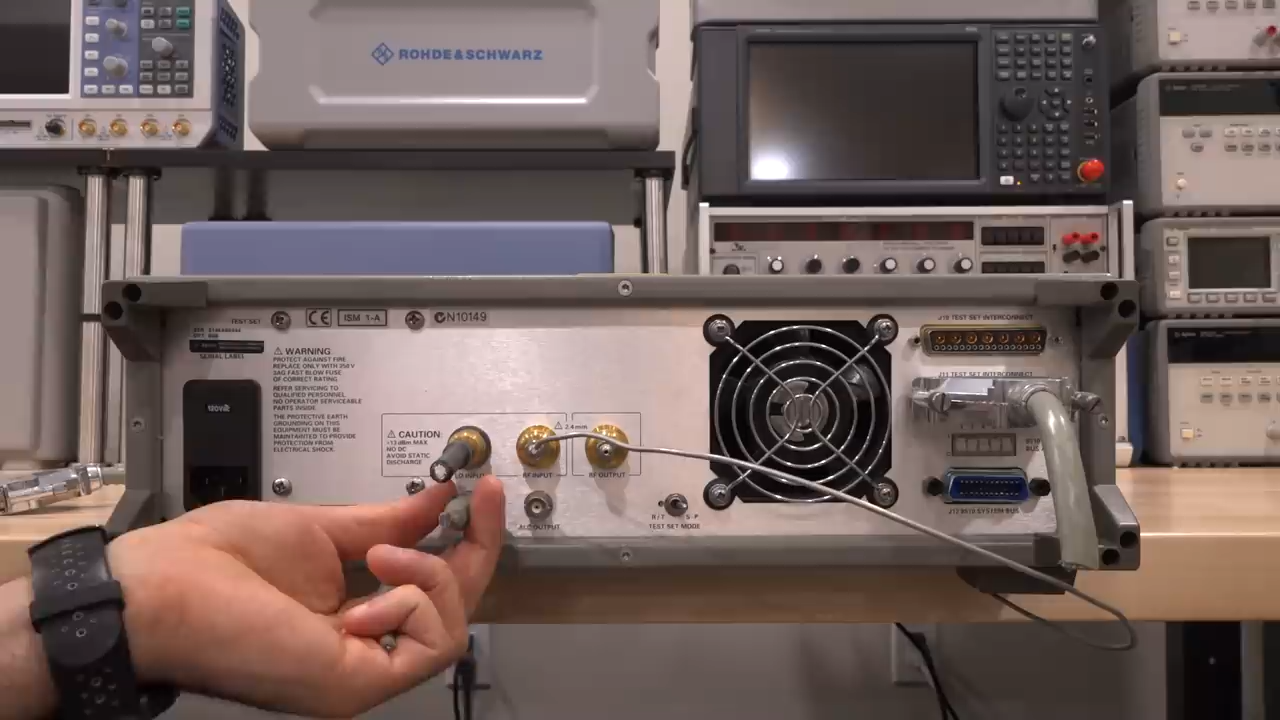 ROHDE&SCHWARZ
TEST SET
SERIAL LABEL
CE
ISM 1-A
N10149
WARNING:
PROTECT AGAINST FIRE
REPLACE ONLY WITH 250V
3AG FAST BLOW FUSE
OF CORRECT RATING.
REFER SERVICING TO
QUALIFIED PERSONNEL.
NO OPERATOR SERVICEABLE
PARTS INSIDE
THE PROTECTIVE EARTH
GROUNDING ON THIS
EQUIPMENT MUST BE
MAINTAINED TO PROVIDE
PROTECTION FROM
ELECTRICAL SHOCK.
CAUTION:
+13 dBm MAX
NO DC
AVOID STATIC
DISCHARGE
2.4 mm
LO INPUT
RF INPUT
RF OUTPUT
ALC OUTPUT
R/T S-P
TEST SET MODE
J10 TEST SET INTERCONNECT
J11 TEST SET INTERCONNECT
J12 8510 SYSTEM BUS